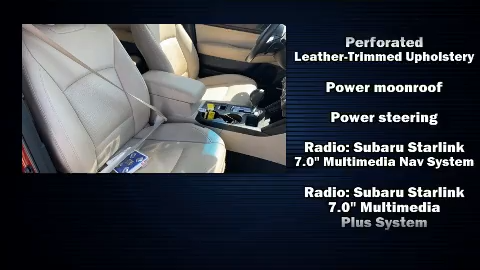 Perforated
Leather-Trimmed Upholstery
Power moonroof
Power steering
Radio: Subaru Starlink
7.0" Multimedia Nav System
Radio: Subaru Starlink
7.0" Multimedia
Plus System